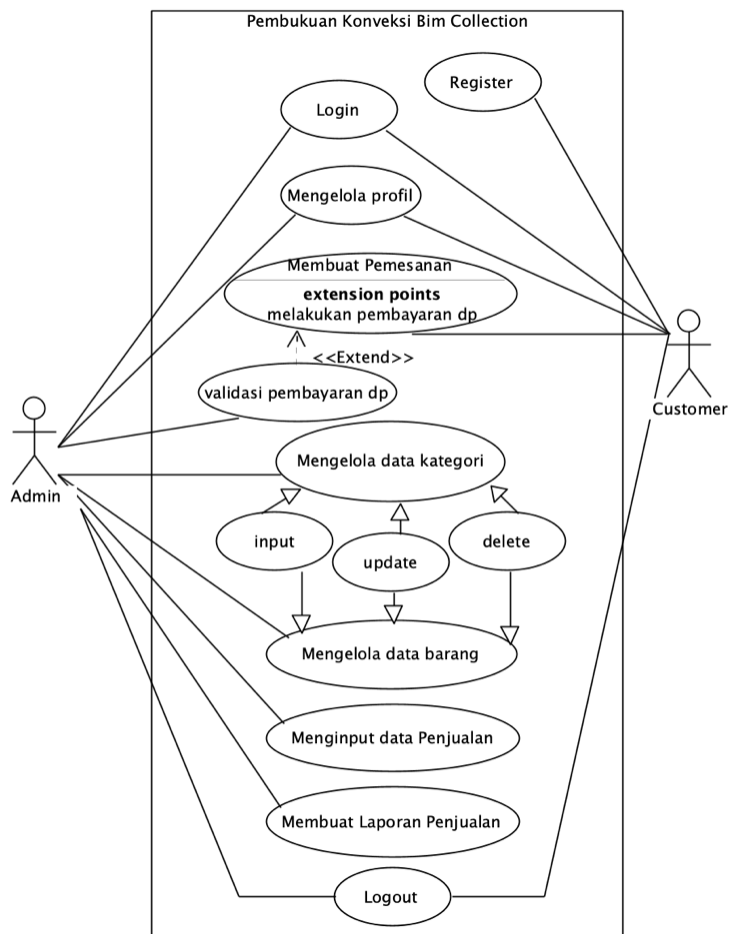 Pembukuan Konveksi Bim Collection
Register
Login
Mengelola profil
Membuat Pemesanan
extension points
melakukan pembayaran dp
<<Extend>>
validasi pembayaran dp
Customer
Mengelola data kategori
Admin
input
update
delete
Mengelola data barang
Menginput data Penjualan
Membuat Laporan Penjualan
Logout